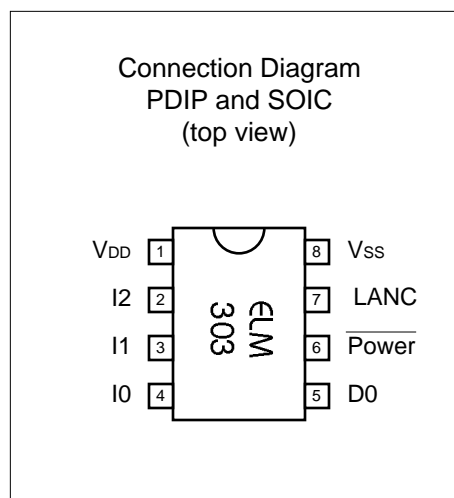 Connection Diagram
PDIP and SOIC
(top view)
VDD 1 8 VSS
I2 2 7 LANC
I1 3 6 Power
I0 4 5 D0
ELM
303